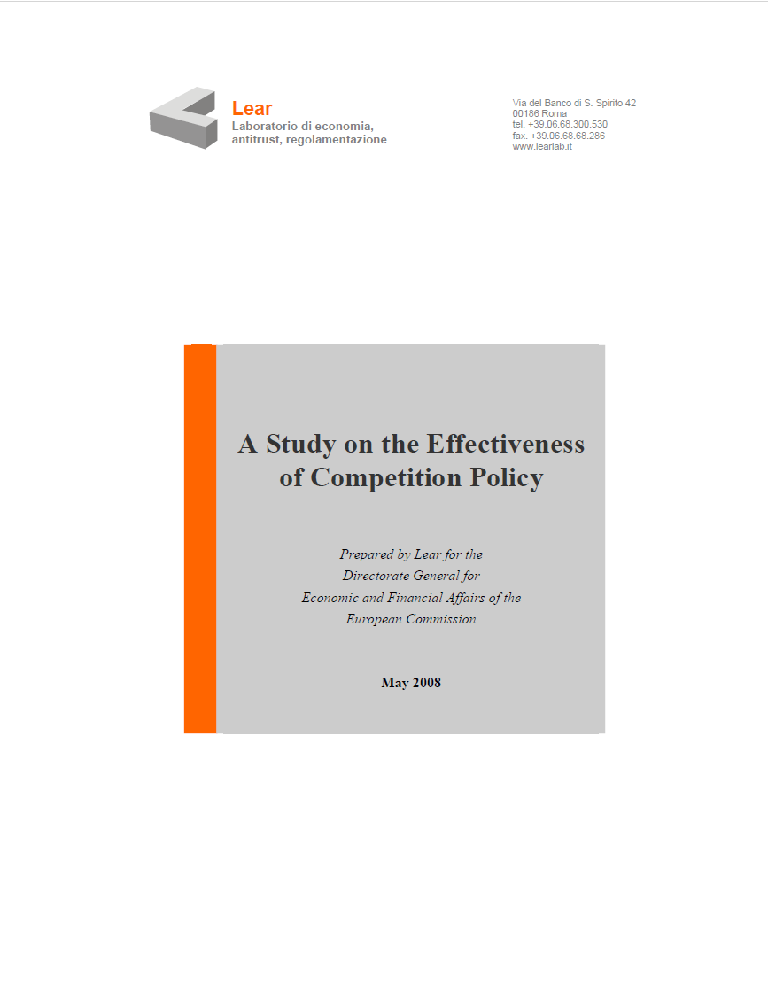 Lear
Laboratorio di economia,
antitrust, regolamentazione
Via del Banco di S. Spirito 42
00186 Roma
tel. +39.06.68.300.530
fax. +39.06.68.68.286
www.learlab.it
A Study on the Effectiveness
of Competition Policy
Prepared by Lear for the
Directorate General for
Economic and Financial Affairs of the
European Commission
May 2008